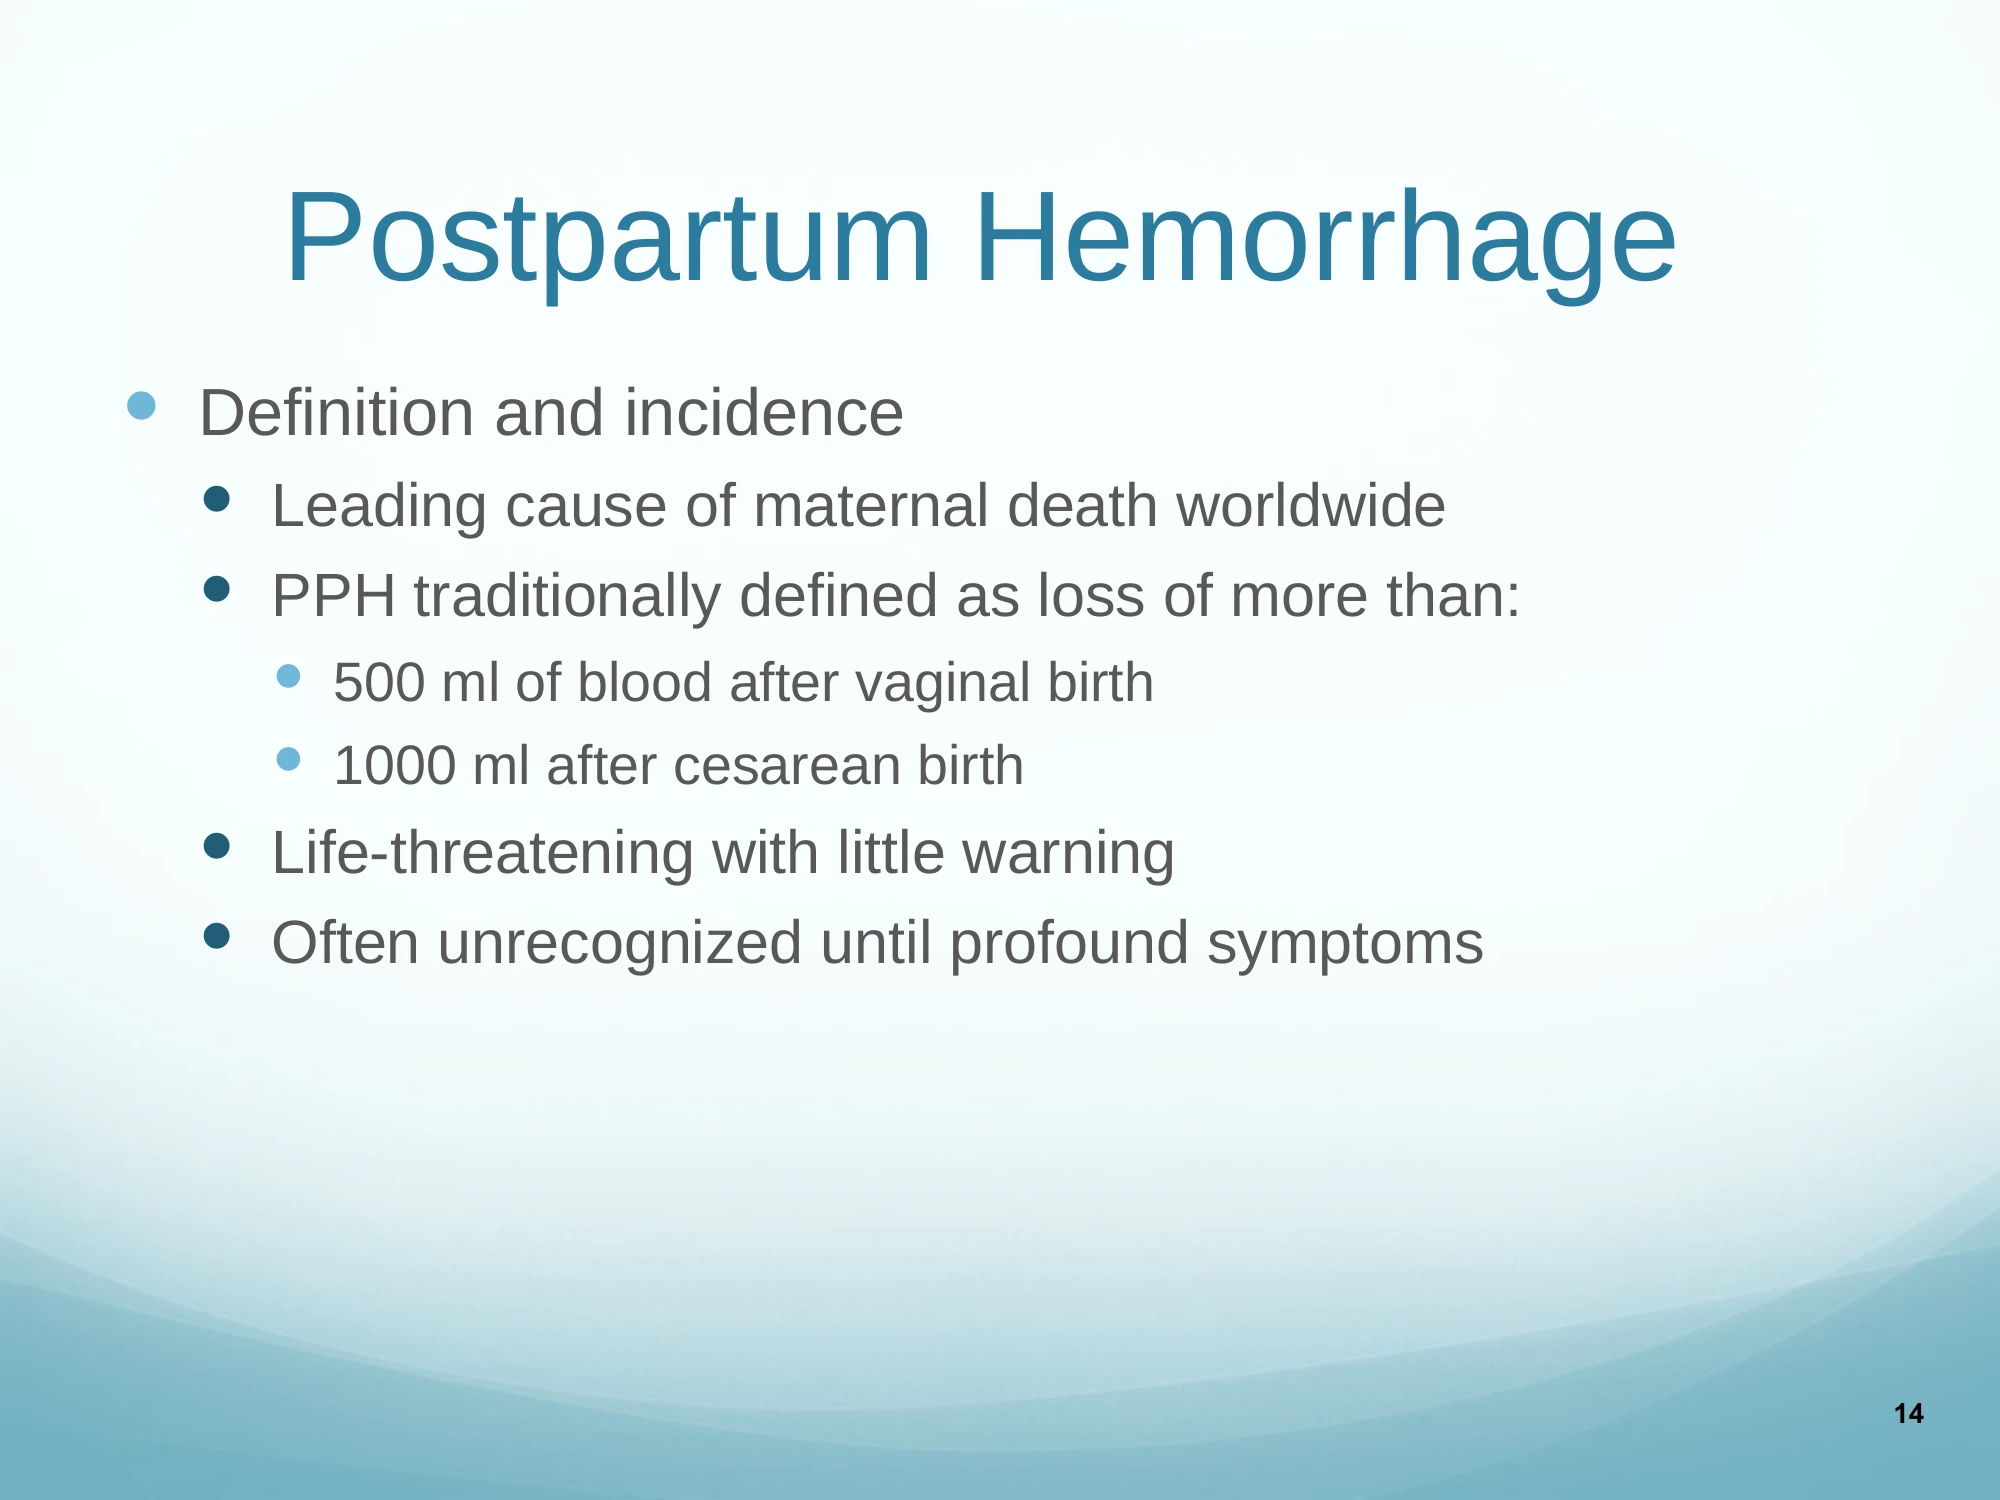 Postpartum Hemorrhage
Definition and incidence
Leading cause of maternal death worldwide
PPH traditionally defined as loss of more than:
500 ml of blood after vaginal birth
1000 ml after cesarean birth
Life-threatening with little warning
Often unrecognized until profound symptoms
14